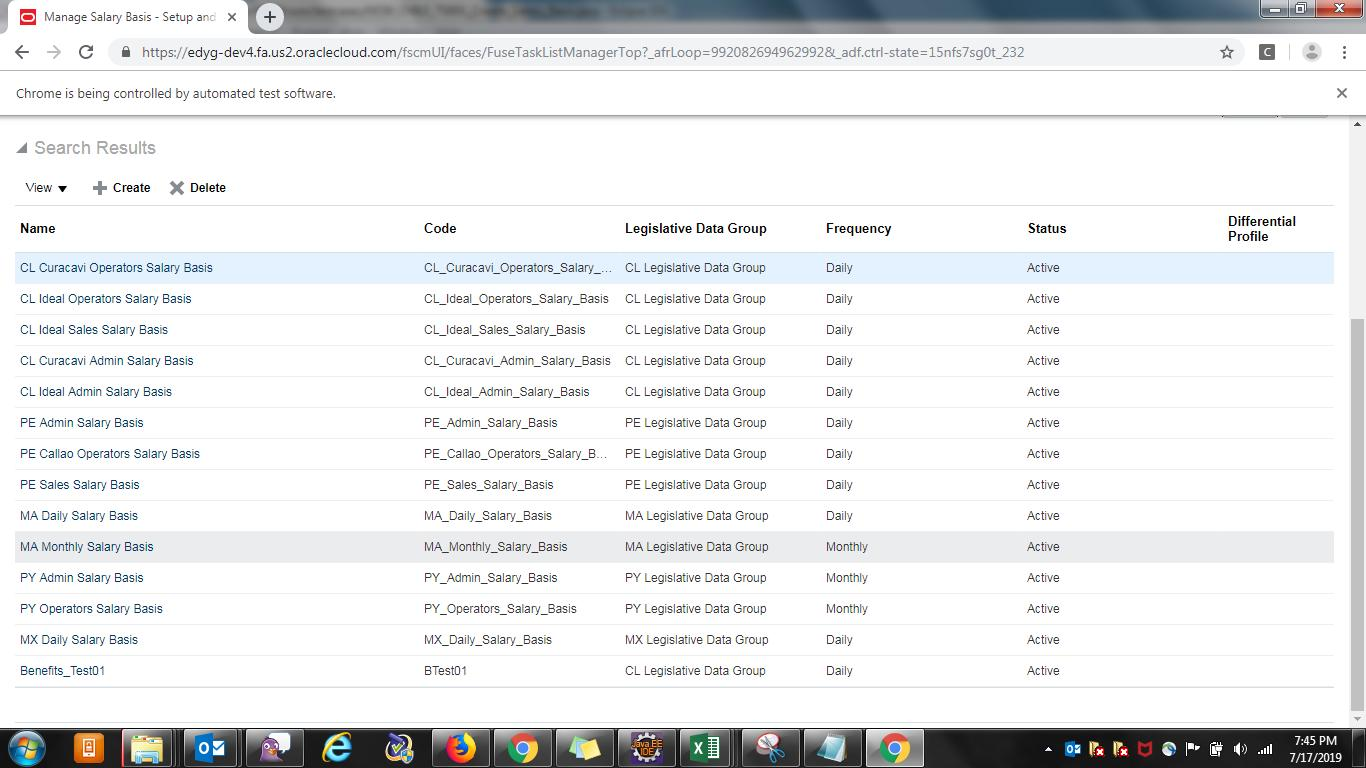 Manage Salary Basis - Setup and
https://edyg-dev4.fa.us2.oraclecloud.com/fscmUI/faces/FuseTaskListManagerTop?_afrLoop=992082694962992&_adf.ctrl-state=15nfs7sg0t_232
C
Chrome is being controlled by automated test software.
Search Results
View Create Delete
Name Code Legislative Data Group Frequency Status Differential Profile
CL Curacavi Operators Salary Basis CL_Curacavi_Operators_Salary_... CL Legislative Data Group Daily Active
CL Ideal Operators Salary Basis CL_Ideal_Operators_Salary_Basis CL Legislative Data Group Daily Active
CL Ideal Sales Salary Basis CL_Ideal_Sales_Salary_Basis CL Legislative Data Group Daily Active
CL Curacavi Admin Salary Basis CL_Curacavi_Admin_Salary_Basis CL Legislative Data Group Daily Active
CL Ideal Admin Salary Basis CL_Ideal_Admin_Salary_Basis CL Legislative Data Group Daily Active
PE Admin Salary Basis PE_Admin_Salary_Basis PE Legislative Data Group Daily Active
PE Callao Operators Salary Basis PE_Callao_Operators_Salary_B... PE Legislative Data Group Daily Active
PE Sales Salary Basis PE_Sales_Salary_Basis PE Legislative Data Group Daily Active
MA Daily Salary Basis MA_Daily_Salary_Basis MA Legislative Data Group Daily Active
MA Monthly Salary Basis MA_Monthly_Salary_Basis MA Legislative Data Group Monthly Active
PY Admin Salary Basis PY_Admin_Salary_Basis PY Legislative Data Group Monthly Active
PY Operators Salary Basis PY_Operators_Salary_Basis PY Legislative Data Group Monthly Active
MX Daily Salary Basis MX_Daily_Salary_Basis MX Legislative Data Group Daily Active
Benefits_Test01 BTest01 CL Legislative Data Group Daily Active
Java EE
IDE
7:45 PM
7/17/2019